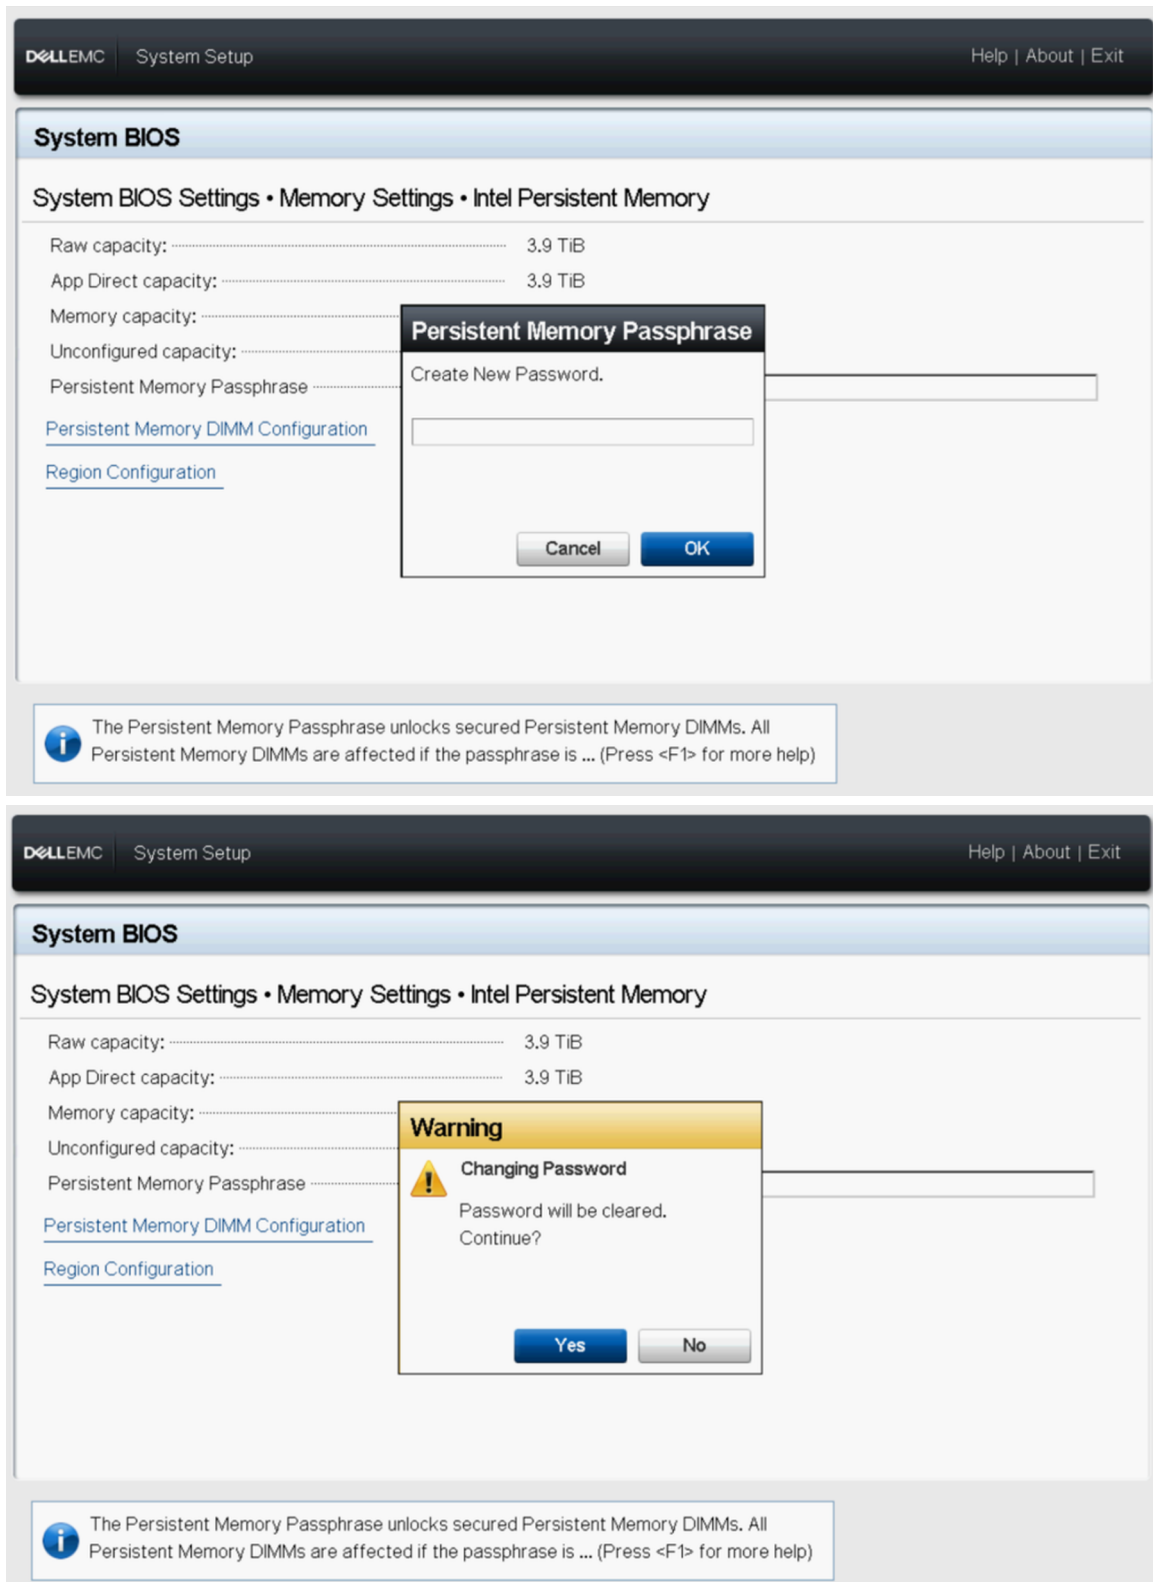 DELLEMC System Setup Help | About | Exit
System BIOS
System BIOS Settings • Memory Settings • Intel Persistent Memory
Raw capacity: 3.9 TiB
App Direct capacity: 3.9 TiB
Memory capacity:
Unconfigured capacity:
Persistent Memory Passphrase
Persistent Memory DIMM Configuration
Region Configuration
Persistent Memory Passphrase
Create New Password.
Cancel OK
The Persistent Memory Passphrase unlocks secured Persistent Memory DIMMs. All
Persistent Memory DIMMs are affected if the passphrase is ... (Press <F1> for more help)
DELLEMC System Setup Help | About | Exit
System BIOS
System BIOS Settings • Memory Settings • Intel Persistent Memory
Raw capacity: 3.9 TiB
App Direct capacity: 3.9 TiB
Memory capacity:
Unconfigured capacity:
Persistent Memory Passphrase
Persistent Memory DIMM Configuration
Region Configuration
Warning
Changing Password
Password will be cleared.
Continue?
Yes No
The Persistent Memory Passphrase unlocks secured Persistent Memory DIMMs. All
Persistent Memory DIMMs are affected if the passphrase is ... (Press <F1> for more help)